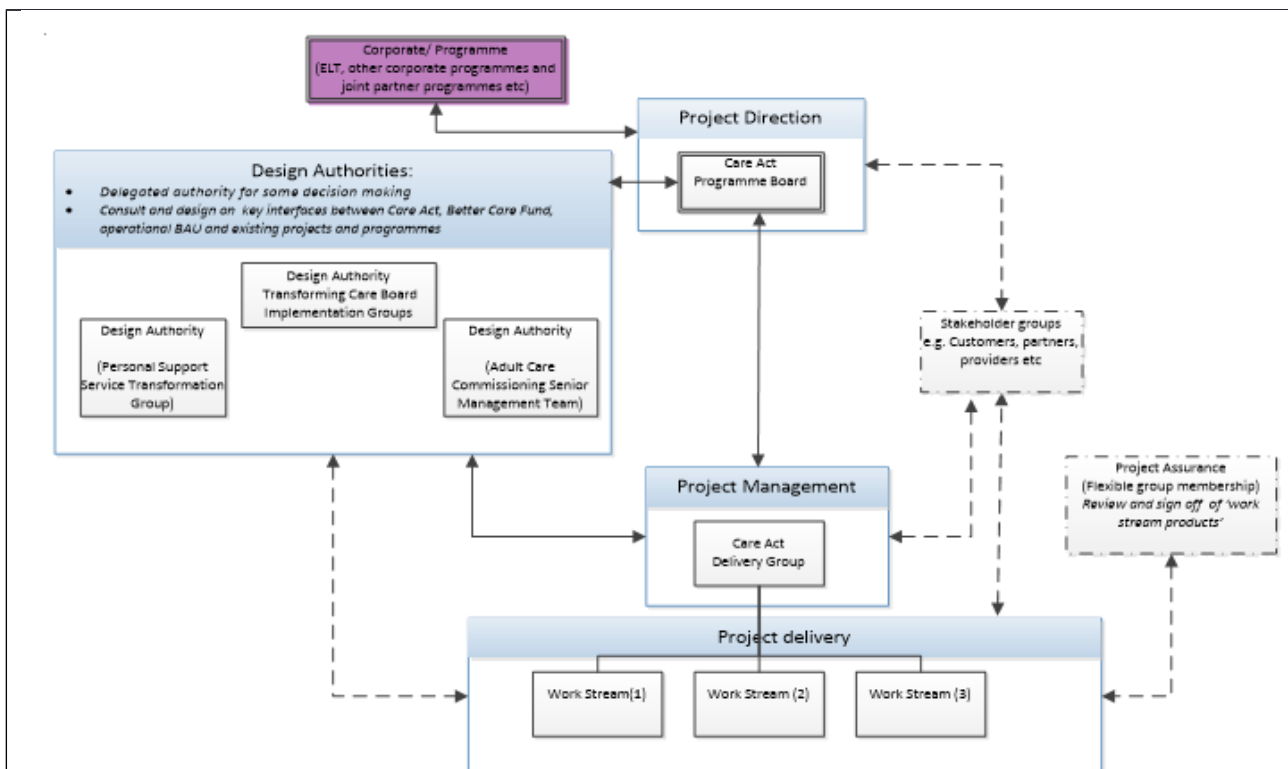 Corporate/ Programme
(ELT, other corporate programmes and
joint partner programmes etc)
Project Direction
Care Act
Programme Board
Design Authorities:
• Delegated authority for some decision making
• Consult and design on key interfaces between Care Act, Better Care Fund,
operational BAU and existing projects and programmes
Design Authority
Transforming Care Board
Implementation Groups
Design Authority
(Personal Support
Service Transformation
Group)
Design Authority
(Adult Care
Commissioning Senior
Management Team)
Stakeholder groups
e.g. Customers, partners,
providers etc
Project Management
Care Act
Delivery Group
Project Assurance
(Flexible group membership)
Review and sign off of ‘work
stream products’
Project delivery
Work Stream(1)
Work Stream (2)
Work Stream (3)